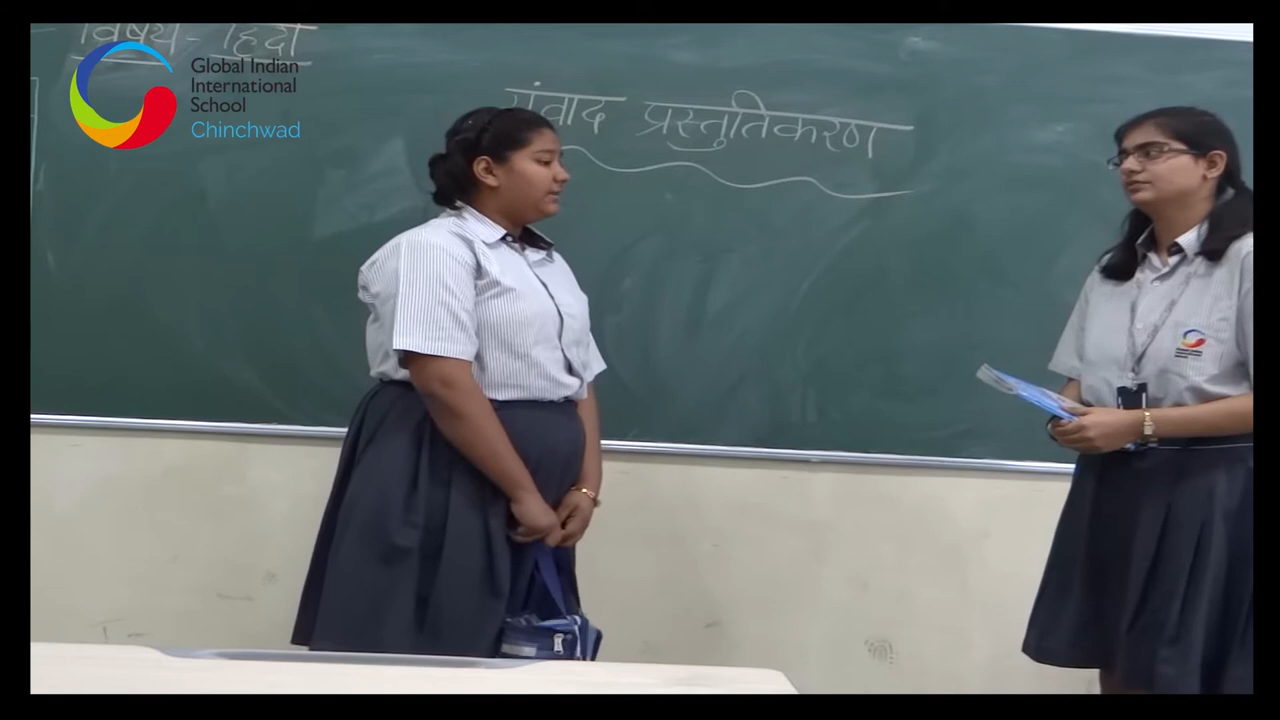 विषय - हिंदी
Global Indian
International
School
Chinchwad
संवाद प्रस्तुतिकरण